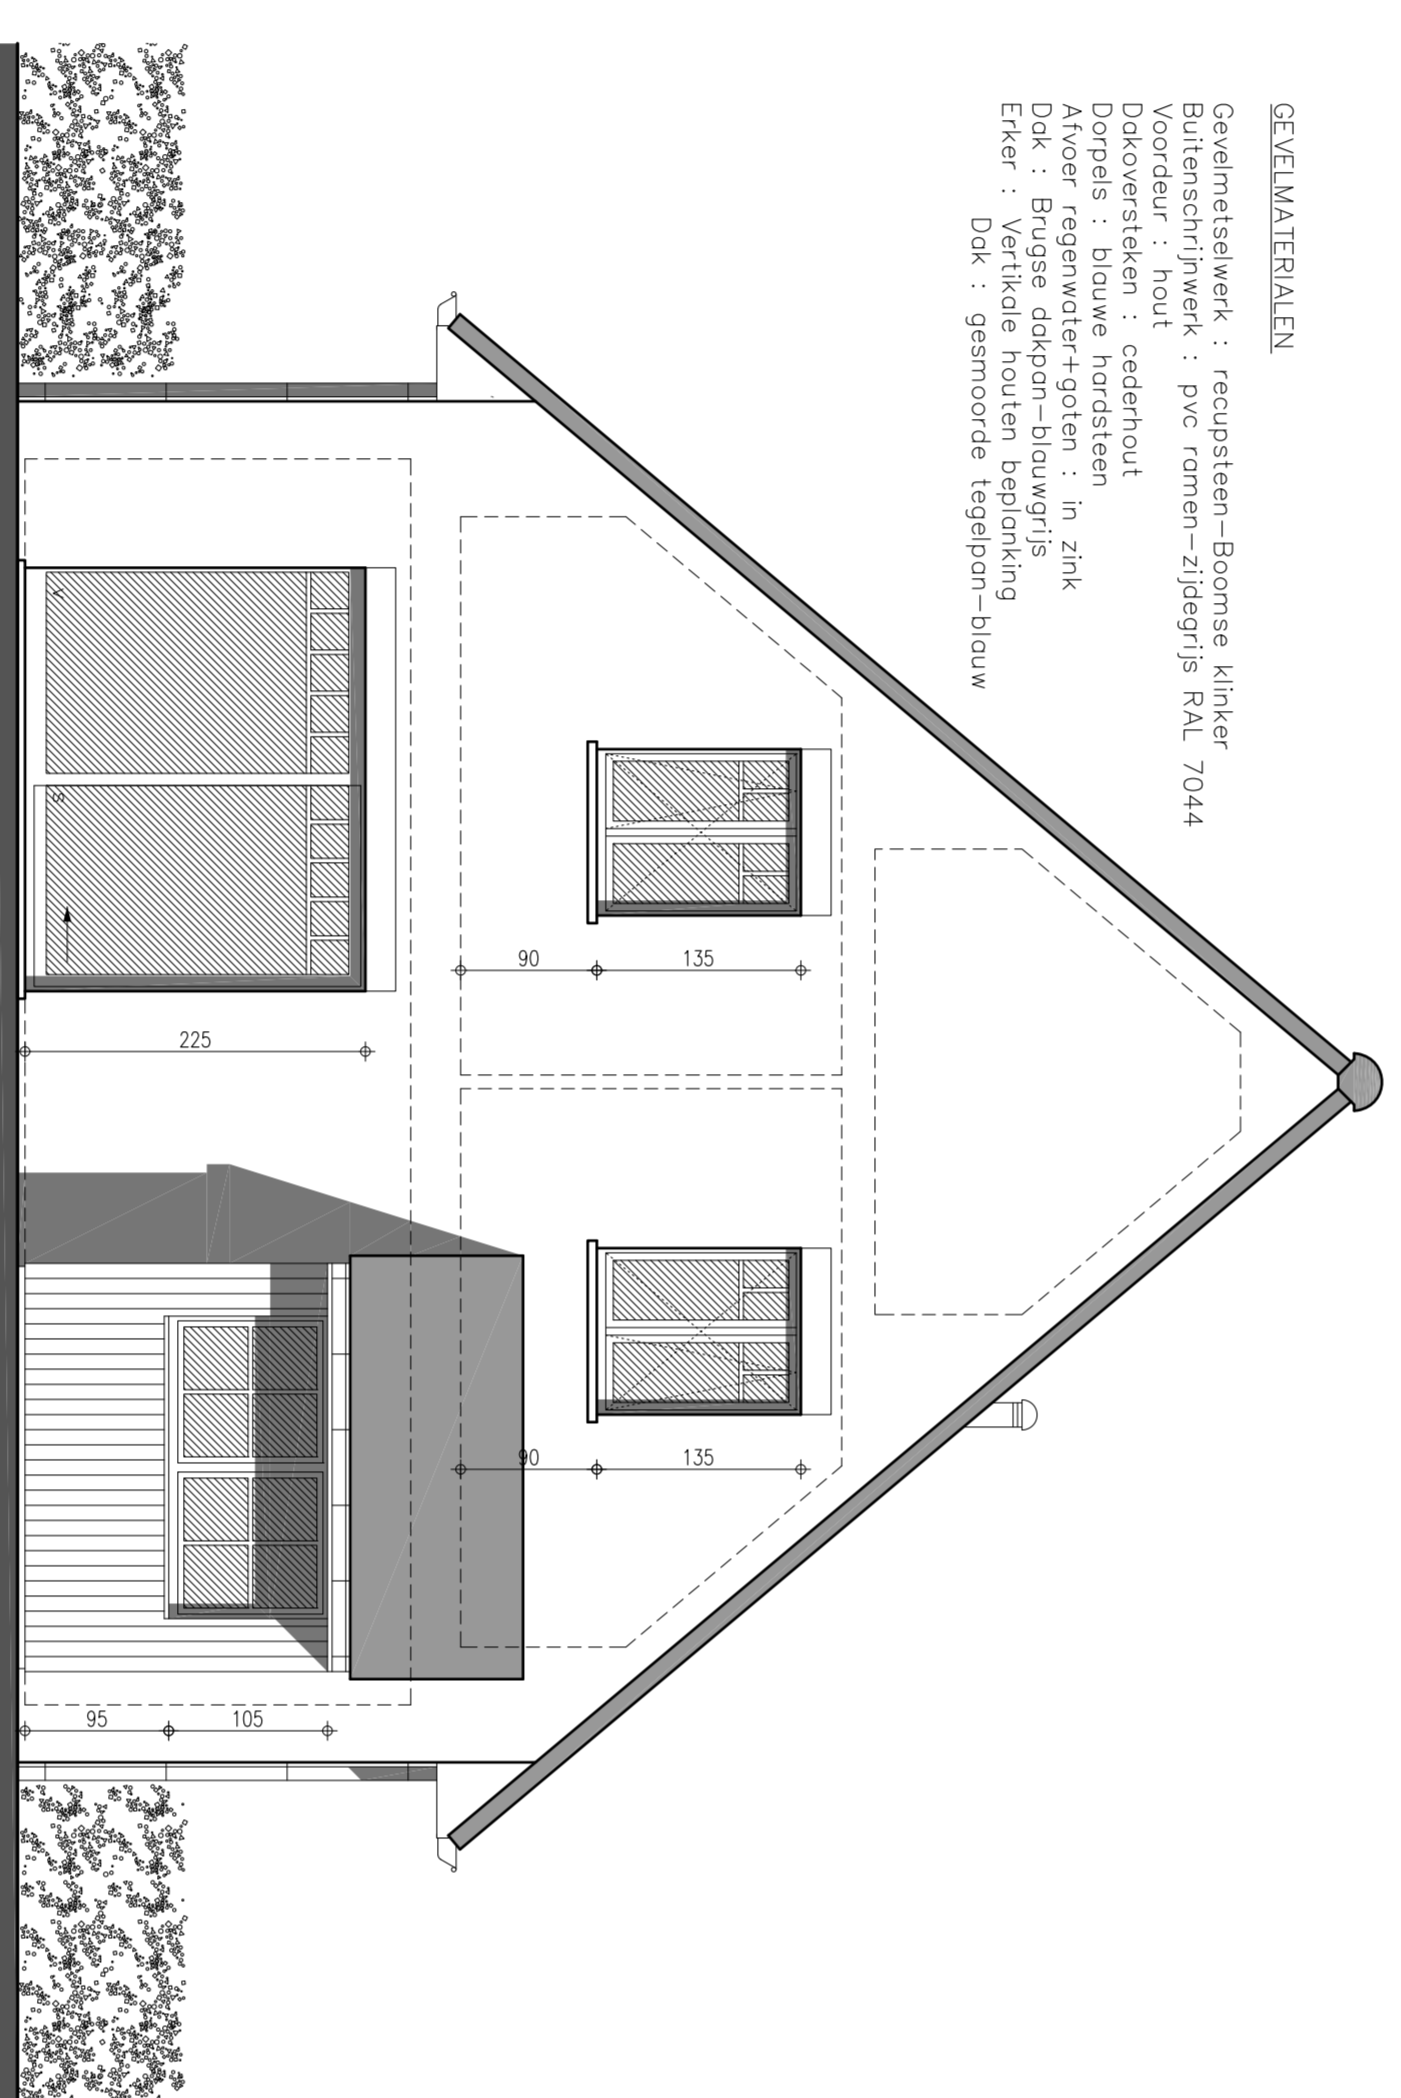 GEVELMATERIALEN
Gevelmetselwerk : recupsteen-Boomse klinker
Buitenschrijnwerk : pvc ramen-zijdegrijs RAL 7044
Voordeur : hout
Dakoversteken : cederhout
Dorpels : blauwe hardsteen
Afvoer regenwater+goten : in zink
Dak : Brugse dakpan-blauwgrijs
Erker : Vertikale houten beplanking
Dak : gesmoorde tegelpan-blauw
135
90
135
90
225
V
S
105
95